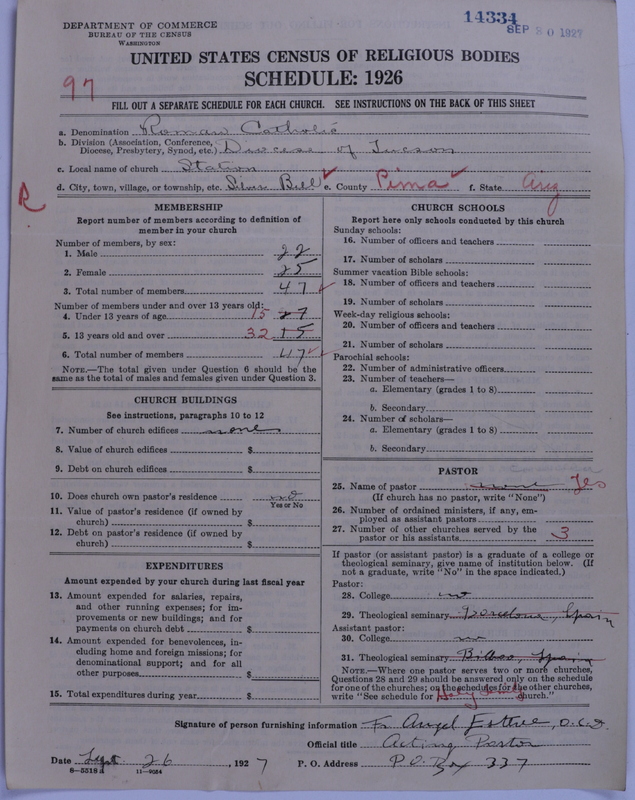 14334
SEP 30 1927
DEPARTMENT OF COMMERCE
BUREAU OF THE CENSUS
WASHINGTON
UNITED STATES CENSUS OF RELIGIOUS BODIES
SCHEDULE: 1926
97
FILL OUT A SEPARATE SCHEDULE FOR EACH CHURCH. SEE INSTRUCTIONS ON THE BACK OF THIS SHEET
a. Denomination Roman Catholic
b. Division (Association, Conference,
Diocese, Presbytery, Synod, etc.) Diocese of Tucson
c. Local name of church Station
d. City, town, village, or township, etc. Silver Bell e. County Pima f. State Ariz
R
MEMBERSHIP
Report number of members according to definition of
member in your church
Number of members, by sex:
1. Male 22
2. Female 25
3. Total number of members 47
Number of members under and over 13 years old:
4. Under 13 years of age 15 27
5. 13 years old and over 32 15
6. Total number of members 47
NOTE.—The total given under Question 6 should be the
same as the total of males and females given under Question 3.
CHURCH BUILDINGS
See instructions, paragraphs 10 to 12
7. Number of church edifices none
8. Value of church edifices $
9. Debt on church edifices $
10. Does church own pastor's residence no
Yes or No
11. Value of pastor's residence (if owned by
church) $
12. Debt on pastor's residence (if owned by
church) $
EXPENDITURES
Amount expended by your church during last fiscal year
13. Amount expended for salaries, repairs,
and other running expenses; for im-
provements or new buildings; and for
payments on church debt $
14. Amount expended for benevolences, in-
cluding home and foreign missions; for
denominational support; and for all
other purposes $
15. Total expenditures during year $
CHURCH SCHOOLS
Report here only schools conducted by this church
Sunday schools:
16. Number of officers and teachers
17. Number of scholars
Summer vacation Bible schools:
18. Number of officers and teachers
19. Number of scholars
Week-day religious schools:
20. Number of officers and teachers
21. Number of scholars
Parochial schools:
22. Number of administrative officers
23. Number of teachers—
a. Elementary (grades 1 to 8)
b. Secondary
24. Number of scholars—
a. Elementary (grades 1 to 8)
b. Secondary
PASTOR
25. Name of pastor none Yes
(If church has no pastor, write "None")
26. Number of ordained ministers, if any, em-
ployed as assistant pastors
27. Number of other churches served by the
pastor or his assistants 3
If pastor (or assistant pastor) is a graduate of a college or
theological seminary, give name of institution below. (If
not a graduate, write "No" in the space indicated.)
Pastor:
28. College no
29. Theological seminary Barcelona, Spain
Assistant pastor:
30. College no
31. Theological seminary Bilbao, Spain
NOTE.—Where one pastor serves two or more churches,
Questions 28 and 29 should be answered only on the schedule
for one of the churches; on the schedules for the other churches,
write "See schedule for Holy Family church."
Signature of person furnishing information Fr Angel Esteve, O.C.D.
Official title Acting Pastor
Date Sept. 26, 1927 P. O. Address P.O. Box 337
8-5518 a 11-9064